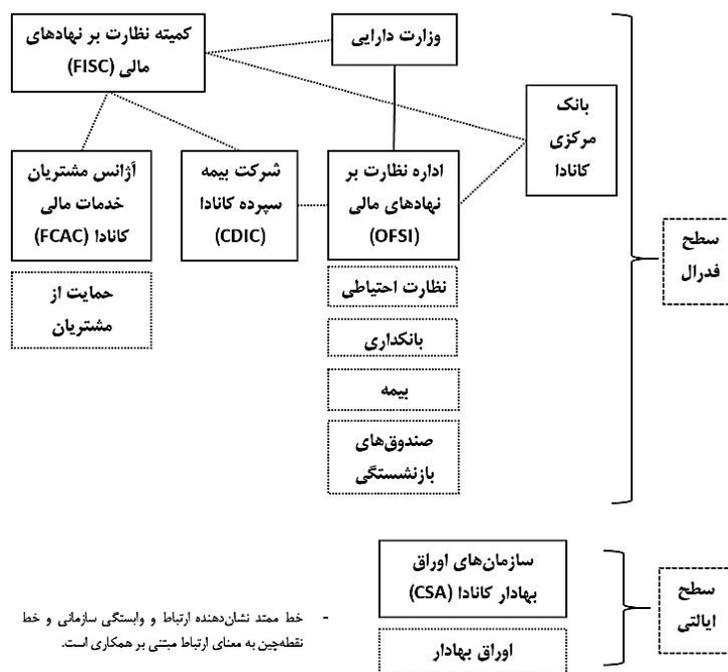 کمیته نظارت بر نهادهای
مالی (FISC)
وزارت دارایی
بانک
مرکزی
کانادا
آژانس مشتریان
خدمات مالی
کانادا (FCAC)
شرکت بیمه
سپرده کانادا
(CDIC)
اداره نظارت بر
نهادهای مالی
(OFSI)
حمایت از
مشتریان
نظارت احتیاطی
بانکداری
بیمه
صندوق‌های
بازنشستگی
سطح
فدرال
سازمان‌های اوراق
بهادار کانادا (CSA)
اوراق بهادار
سطح
ایالتی
- خط ممتد نشان‌دهنده ارتباط و وابستگی سازمانی و خط
نقطه‌چین به معنای ارتباط مبتنی بر همکاری است.